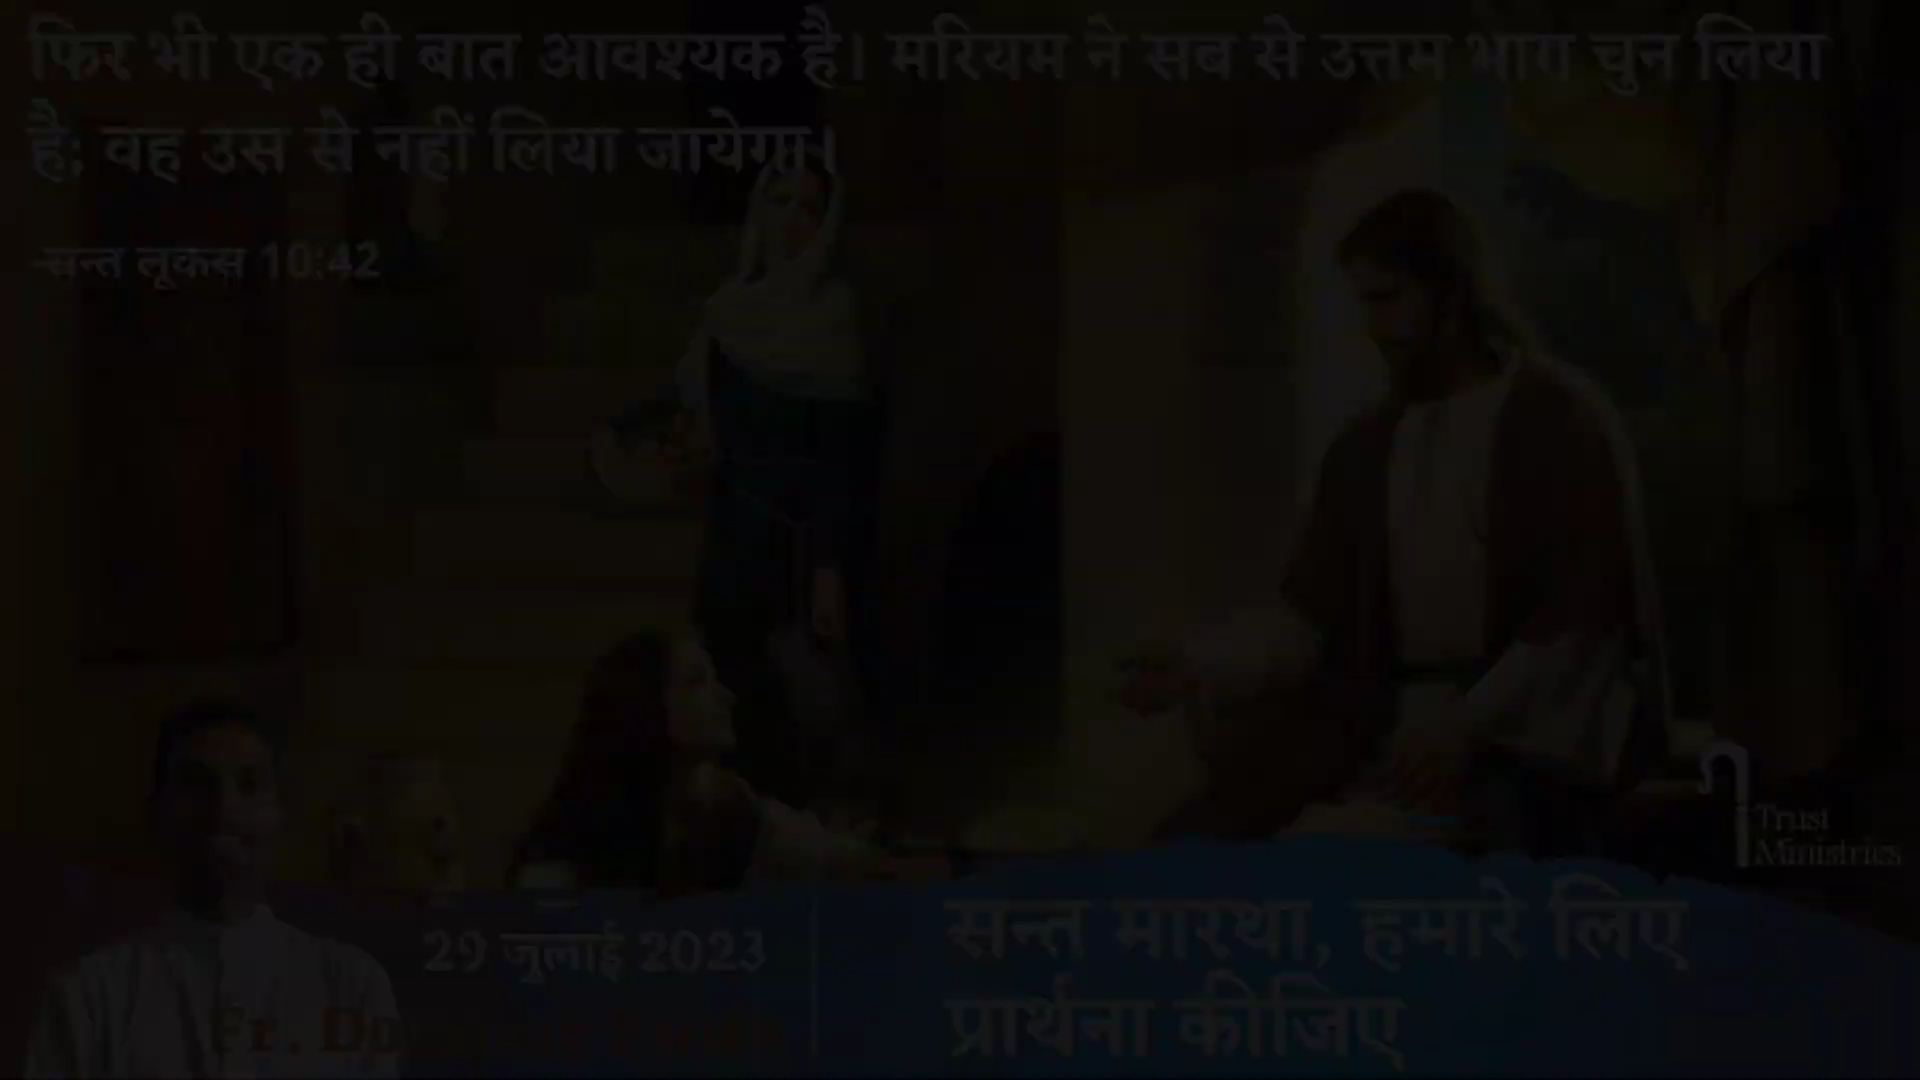 फिर भी एक ही बात आवश्यक है। मरियम ने सब से उत्तम भाग चुन लिया
है; वह उस से नहीं लिया जायेगा।
-सन्त लूकस 10:42
Trust
Ministries
29 जुलाई 2023
सन्त मारथा, हमारे लिए
प्रार्थना कीजिए
Fr.